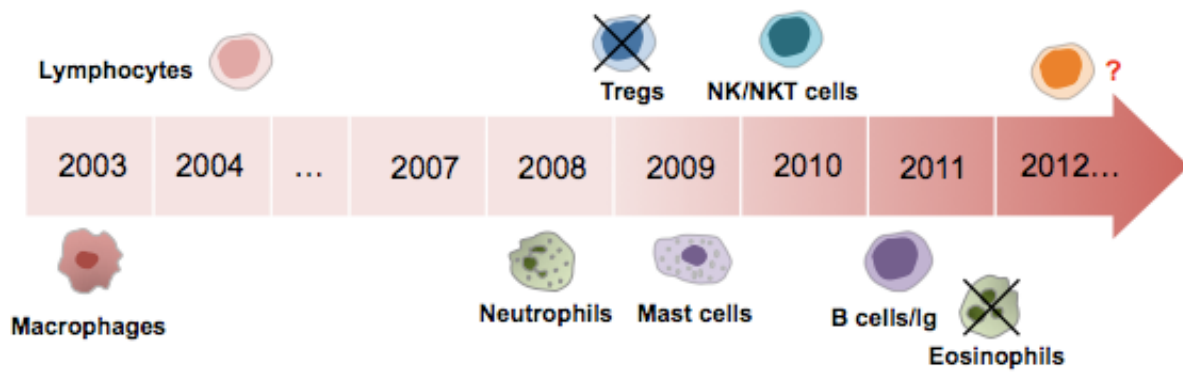 Lymphocytes
Tregs
NK/NKT cells
?
2003
2004
...
2007
2008
2009
2010
2011
2012...
Macrophages
Neutrophils
Mast cells
B cells/Ig
Eosinophils